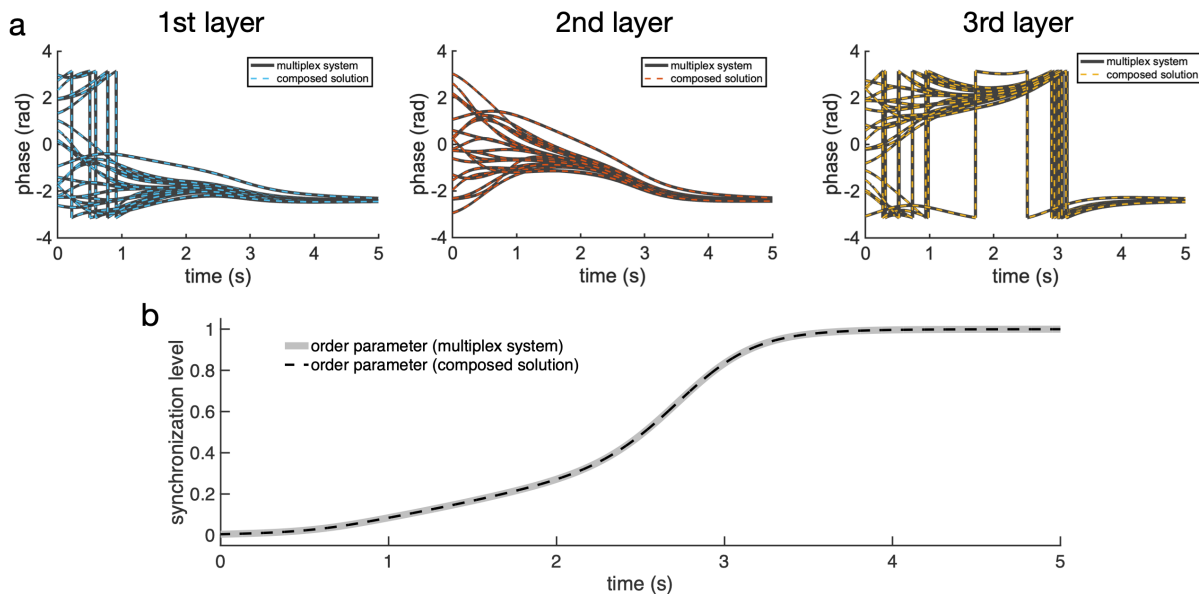 a
1st layer
2nd layer
3rd layer
4
2
0
-2
-4
phase (rad)
multiplex system
composed solution
0 1 2 3 4 5
time (s)
4
2
0
-2
-4
phase (rad)
multiplex system
composed solution
0 1 2 3 4 5
time (s)
4
2
0
-2
-4
phase (rad)
multiplex system
composed solution
0 1 2 3 4 5
time (s)
b
1
0.8
0.6
0.4
0.2
0
synchronization level
order parameter (multiplex system)
order parameter (composed solution)
0 1 2 3 4 5
time (s)